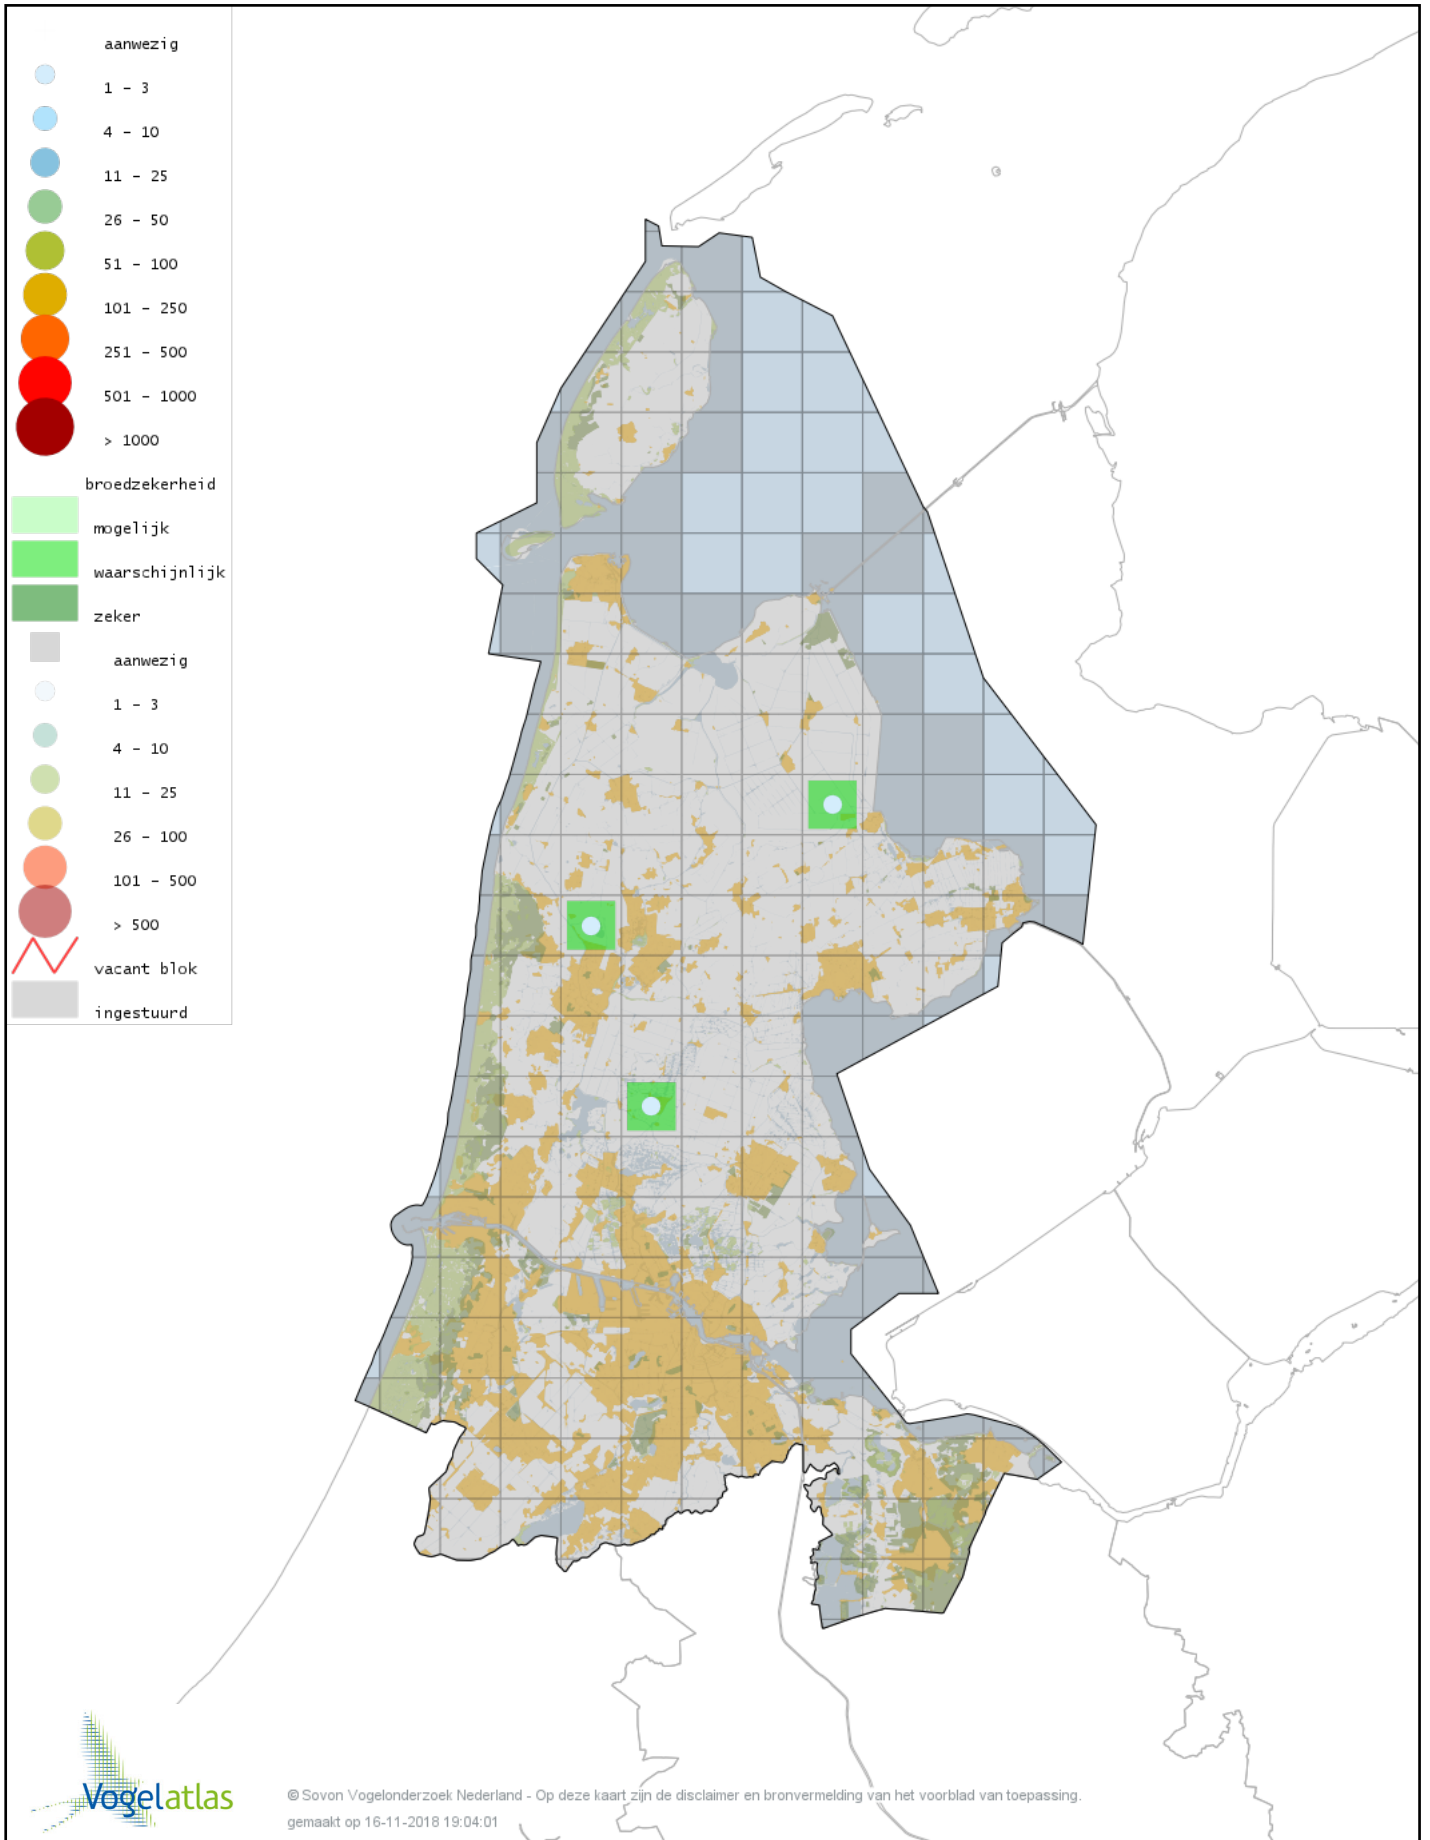 aanwezig
1 - 3
4 - 10
11 - 25
26 - 50
51 - 100
101 - 250
251 - 500
501 - 1000
> 1000
broedzekerheid
mogelijk
waarschijnlijk
zeker
aanwezig
1 - 3
4 - 10
11 - 25
26 - 100
101 - 500
> 500
vacant blok
ingestuurd
Vogelatlas
© Sovon Vogelonderzoek Nederland - Op deze kaart zijn de disclaimer en bronvermelding van het voorblad van toepassing.
gemaakt op 16-11-2018 19:04:01